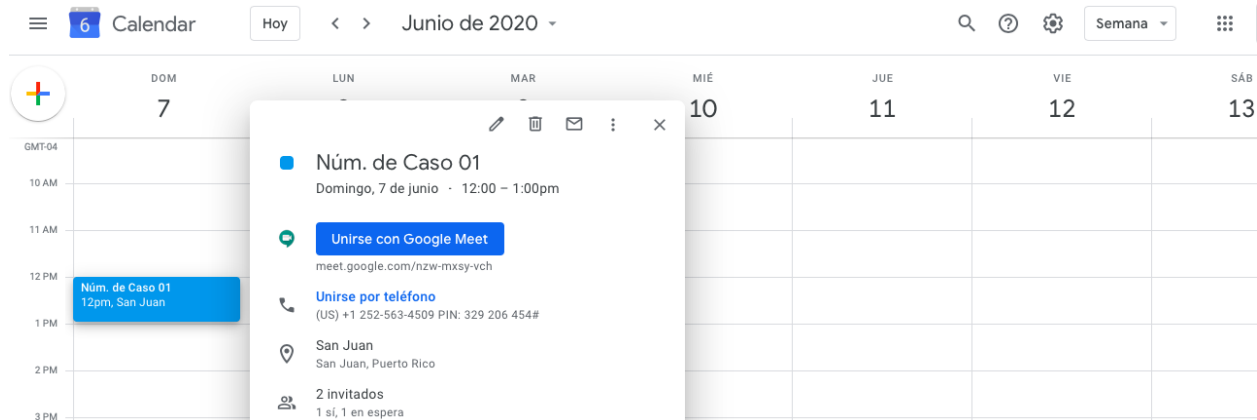 6 Calendar Hoy Junio de 2020 Semana
DOM LUN MAR MIÉ JUE VIE SÁB
7 10 11 12 13
GMT-04
10 AM
11 AM
12 PM
1 PM
2 PM
3 PM
Núm. de Caso 01
12pm, San Juan
Núm. de Caso 01
Domingo, 7 de junio · 12:00 – 1:00pm
Unirse con Google Meet
meet.google.com/nzw-mxsy-vch
Unirse por teléfono
(US) +1 252-563-4509 PIN: 329 206 454#
San Juan
San Juan, Puerto Rico
2 invitados
1 sí, 1 en espera